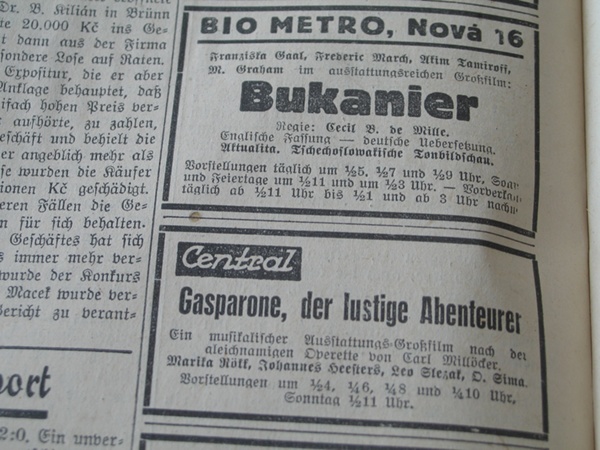 Dr. B. Kilián in Brünn
te 20.000 Kč ins Ge-
t dann aus der Firma
sondere Lose auf Raten.
Expositur, die er aber
Anklage behauptet, daß
ifach hohen Preis ver-
aufhörte, zu zahlen,
eschäft und behielt die
er angeblich mehr als
se wurden die Käufer
ionen Kč geschädigt.
eren Fällen die Ge-
n für sich behalten.
Geschäftes hat sich
s immer mehr ver-
wurde der Konkurs
Macek wurde ver-
Gericht zu verant-
port
2:0. Ein unver-
BIO METRO, Nová 16
Franziska Gaal, Frederic March, Akim Tamiroff,
M. Graham im ausstattungsreichen Großfilm:
Bukanier
Regie: Cecil B. de Mille.
Englische Fassung — deutsche Uebersetzung.
Aktualita. Tschechoslowakische Tonbildschau.
Vorstellungen täglich um ½5, ½7 und ½9 Uhr, Sonn
und Feiertage um ½11 und um ½3 Uhr. — Vorverkau
täglich ab ½11 Uhr bis ½1 und ab 3 Uhr nachm
Central
Gasparone, der lustige Abenteurer
Ein musikalischer Ausstattungs-Großfilm nach der
gleichnamigen Operette von Carl Millöcker.
Marika Rökk, Johannes Heesters, Leo Slezak, O. Sima.
Vorstellungen um ½4, ¼6, ¼8 und ¼10 Uhr,
Sonntag ½11 Uhr.